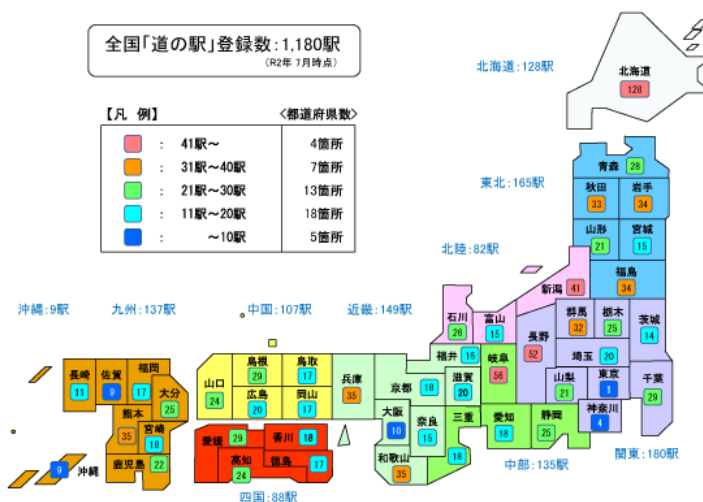 全国「道の駅」登録数:1,180駅
(R2年 7月時点)
【凡 例】 <都道府県数>
: 41駅~ 4箇所
: 31駅~40駅 7箇所
: 21駅~30駅 13箇所
: 11駅~20駅 18箇所
: ~10駅 5箇所
北海道:128駅
北海道
128
東北:165駅
青森 28
秋田 岩手
33 34
山形 宮城
21 15
福島
34
北陸:82駅
新潟 41
石川 富山
26 15
福井 16
関東:180駅
群馬 栃木 茨城
32 25 14
長野
52
埼玉 20
山梨 東京 千葉
21 1 29
神奈川
4
中部:135駅
岐阜
56
三重 愛知 静岡
18 18 25
近畿:149駅
兵庫
35
京都 18
滋賀
20
大阪
10
奈良
15
和歌山
35
中国:107駅
島根 鳥取
29 17
山口
24
広島 岡山
20 17
四国:88駅
愛媛 29 香川 18
高知 徳島 17
24
九州:137駅
長崎 佐賀 福岡
11 9 17
大分
25
熊本
35
宮崎
18
鹿児島 22
沖縄:9駅
9 沖縄